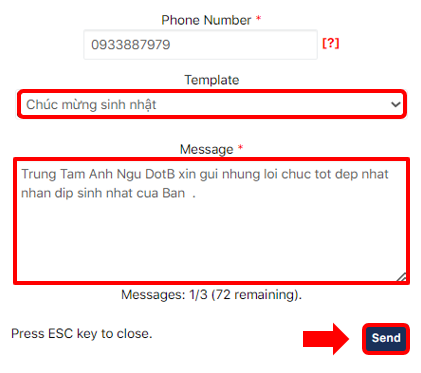 Phone Number *
0933887979 [?]
Template
Chúc mừng sinh nhật
Message *
Trung Tam Anh Ngu DotB xin gui nhung loi chuc tot dep nhat
nhan dip sinh nhat cua Ban  .
Messages: 1/3 (72 remaining).
Press ESC key to close. Send